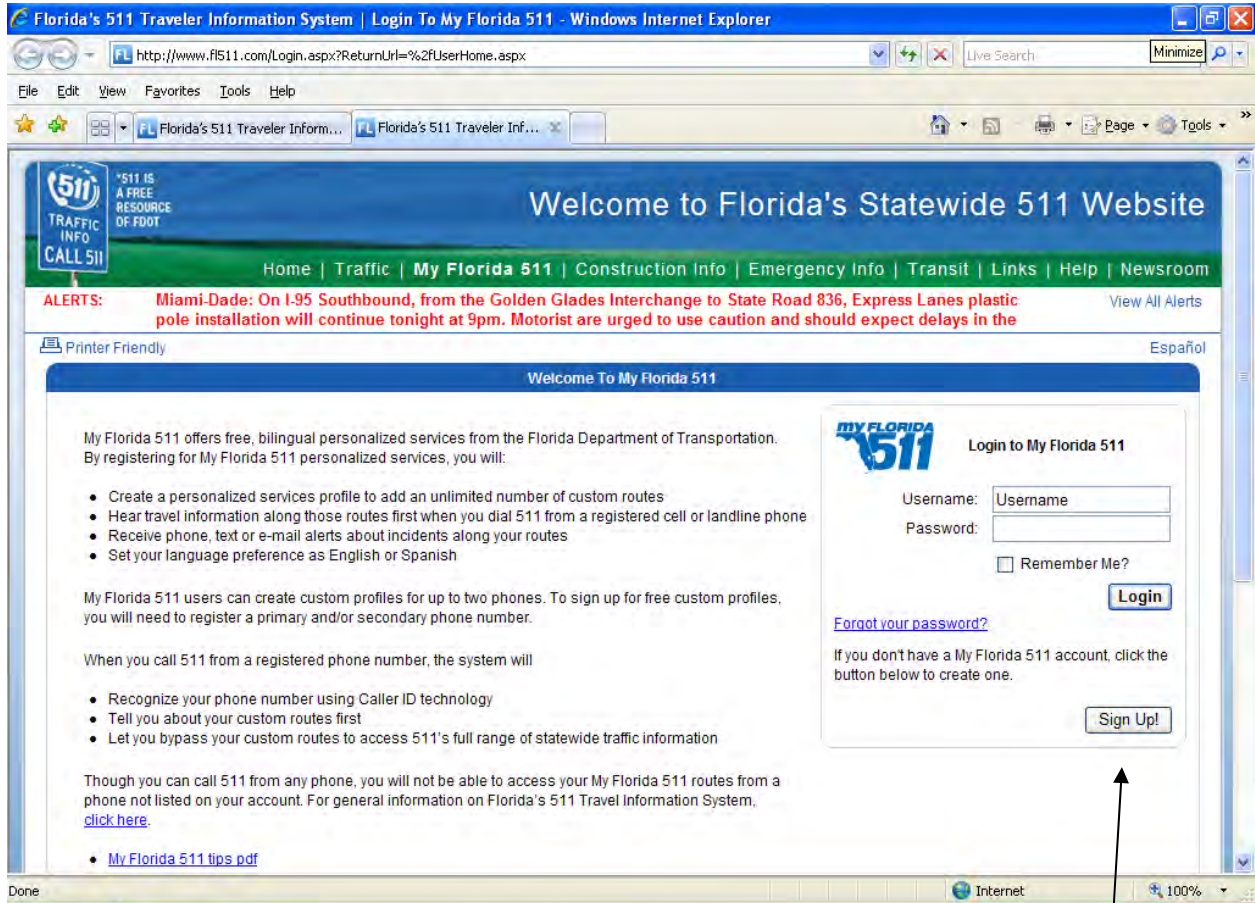 Florida's 511 Traveler Information System | Login To My Florida 511 - Windows Internet Explorer
http://www.fl511.com/Login.aspx?ReturnUrl=%2fUserHome.aspx
Live Search
Minimize
File Edit View Favorites Tools Help
Florida's 511 Traveler Inform...
Florida's 511 Traveler Inf...
Page
Tools
511
TRAFFIC
INFO
CALL 511
*511 IS
A FREE
RESOURCE
OF FDOT
Welcome to Florida's Statewide 511 Website
Home | Traffic | My Florida 511 | Construction Info | Emergency Info | Transit | Links | Help | Newsroom
ALERTS:
Miami-Dade: On I-95 Southbound, from the Golden Glades Interchange to State Road 836, Express Lanes plastic
pole installation will continue tonight at 9pm. Motorist are urged to use caution and should expect delays in the
View All Alerts
Printer Friendly
Español
Welcome To My Florida 511
My Florida 511 offers free, bilingual personalized services from the Florida Department of Transportation.
By registering for My Florida 511 personalized services, you will:
• Create a personalized services profile to add an unlimited number of custom routes
• Hear travel information along those routes first when you dial 511 from a registered cell or landline phone
• Receive phone, text or e-mail alerts about incidents along your routes
• Set your language preference as English or Spanish
My Florida 511 users can create custom profiles for up to two phones. To sign up for free custom profiles,
you will need to register a primary and/or secondary phone number.
When you call 511 from a registered phone number, the system will
• Recognize your phone number using Caller ID technology
• Tell you about your custom routes first
• Let you bypass your custom routes to access 511's full range of statewide traffic information
Though you can call 511 from any phone, you will not be able to access your My Florida 511 routes from a
phone not listed on your account. For general information on Florida's 511 Travel Information System,
click here.
• My Florida 511 tips pdf
MY FLORIDA
511
Login to My Florida 511
Username: Username
Password:
Remember Me?
Login
Forgot your password?
If you don't have a My Florida 511 account, click the
button below to create one.
Sign Up!
Done
Internet
100%